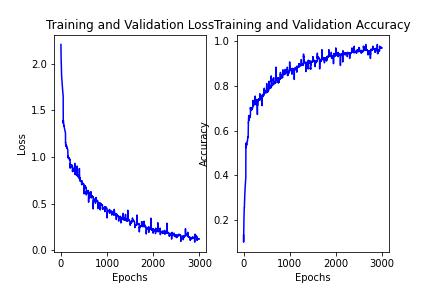 Training and Validation Loss
2.0
1.5
1.0
0.5
0.0
Loss
0 1000 2000 3000
Epochs
Training and Validation Accuracy
1.0
0.8
0.6
0.4
0.2
Accuracy
0 1000 2000 3000
Epochs